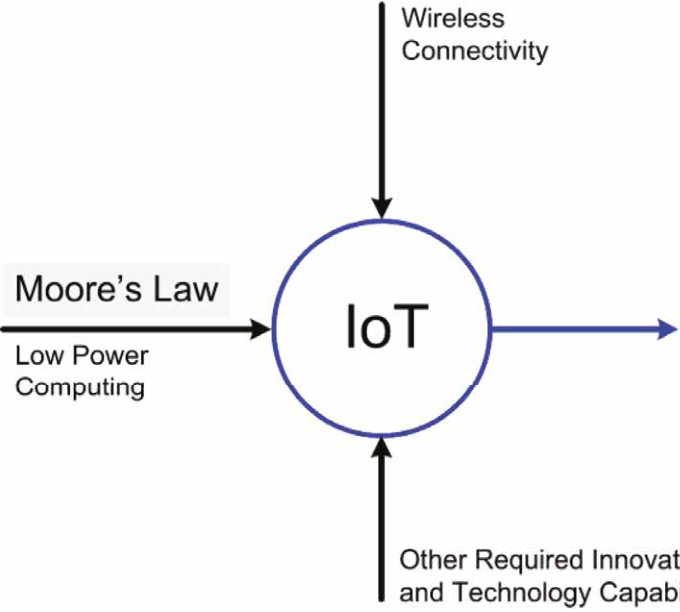 Wireless
Connectivity
Moore's Law
IoT
Low Power
Computing
Other Required Innovat
and Technology Capabi